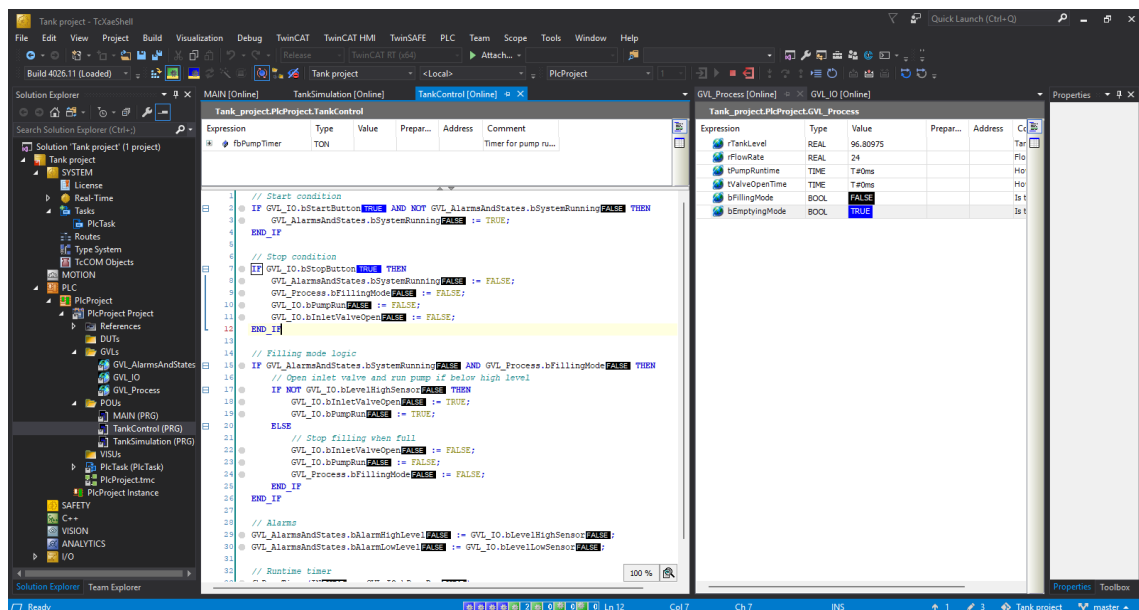 Tank project - TcXaeShell
Quick Launch (Ctrl+Q)
File Edit View Project Build Visualization Debug TwinCAT TwinCAT HMI TwinSAFE PLC Team Scope Tools Window Help
Release TwinCAT RT (x64) Attach...
Build 4026.11 (Loaded) Tank project <Local> PlcProject 1
Solution Explorer
Search Solution Explorer (Ctrl+;)
Solution 'Tank project' (1 project)
Tank project
SYSTEM
License
Real-Time
Tasks
PlcTask
Routes
Type System
TcCOM Objects
MOTION
PLC
PlcProject
PlcProject Project
References
DUTs
GVLs
GVL_AlarmsAndStates
GVL_IO
GVL_Process
POUs
MAIN (PRG)
TankControl (PRG)
TankSimulation (PRG)
VISUs
PlcTask (PlcTask)
PlcProject.tmc
PlcProject Instance
SAFETY
C++
VISION
ANALYTICS
I/O
Solution Explorer Team Explorer
MAIN [Online] TankSimulation [Online] TankControl [Online]
Tank_project.PlcProject.TankControl
Expression Type Value Prepar... Address Comment
fbPumpTimer TON Timer for pump ru...
1 // Start condition
2 IF GVL_IO.bStartButton TRUE AND NOT GVL_AlarmsAndStates.bSystemRunning FALSE THEN
3 GVL_AlarmsAndStates.bSystemRunning FALSE := TRUE;
4 END_IF
5
6 // Stop condition
7 IF GVL_IO.bStopButton TRUE THEN
8 GVL_AlarmsAndStates.bSystemRunning FALSE := FALSE;
9 GVL_Process.bFillingMode FALSE := FALSE;
10 GVL_IO.bPumpRun FALSE := FALSE;
11 GVL_IO.bInletValveOpen FALSE := FALSE;
12 END_IF
13
14 // Filling mode logic
15 IF GVL_AlarmsAndStates.bSystemRunning FALSE AND GVL_Process.bFillingMode FALSE THEN
16 // Open inlet valve and run pump if below high level
17 IF NOT GVL_IO.bLevelHighSensor FALSE THEN
18 GVL_IO.bInletValveOpen FALSE := TRUE;
19 GVL_IO.bPumpRun FALSE := TRUE;
20 ELSE
21 // Stop filling when full
22 GVL_IO.bInletValveOpen FALSE := FALSE;
23 GVL_IO.bPumpRun FALSE := FALSE;
24 GVL_Process.bFillingMode FALSE := FALSE;
25 END_IF
26 END_IF
27
28 // Alarms
29 GVL_AlarmsAndStates.bAlarmHighLevel FALSE := GVL_IO.bLevelHighSensor FALSE;
30 GVL_AlarmsAndStates.bAlarmLowLevel FALSE := GVL_IO.bLevelLowSensor FALSE;
31
32 // Runtime timer
100 %
GVL_Process [Online] GVL_IO [Online]
Tank_project.PlcProject.GVL_Process
Expression Type Value Prepar... Address
rTankLevel REAL 96.80975 Tar
rFlowRate REAL 24 Flo
tPumpRuntime TIME T#0ms Ho
tValveOpenTime TIME T#0ms Ho
bFillingMode BOOL FALSE Is t
bEmptyingMode BOOL TRUE Is t
Properties
Properties Toolbox
Ready 2 0 0 Ln 12 Col 7 Ch 7 INS 1 3 Tank project master